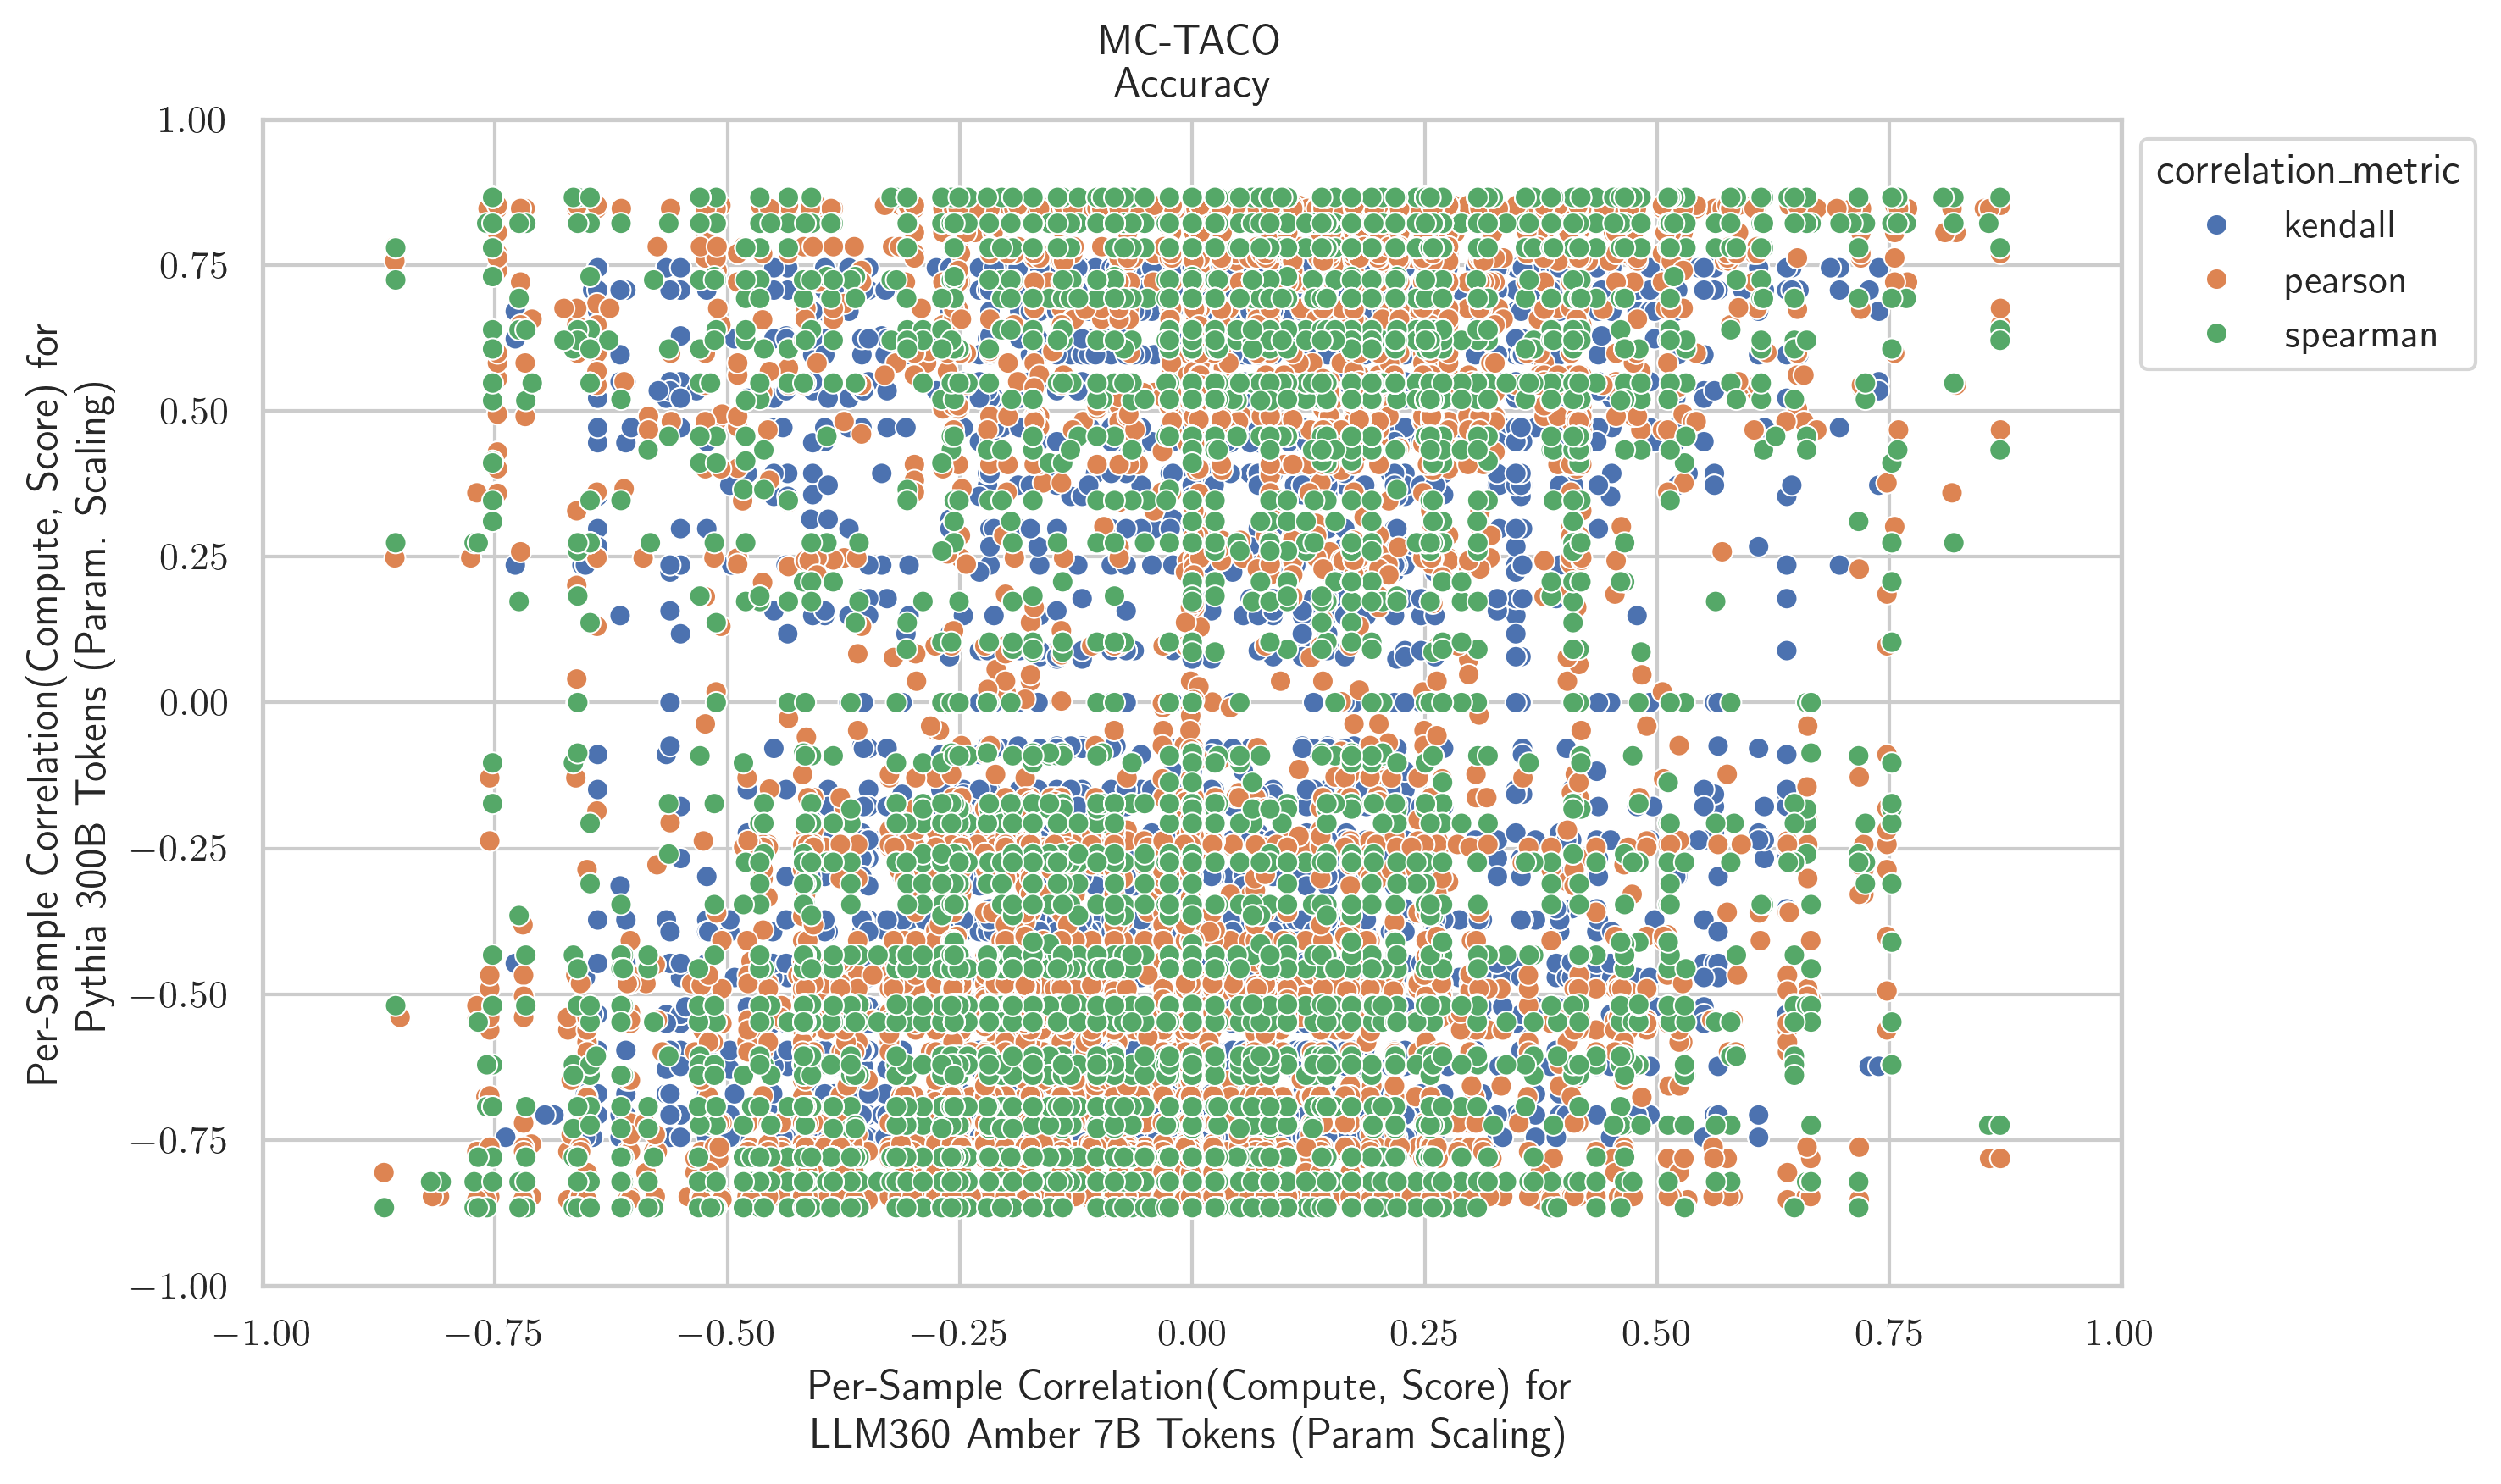 MC-TACO
Accuracy
Per-Sample Correlation(Compute, Score) for
Pythia 300B Tokens (Param. Scaling)
1.00
0.75
0.50
0.25
0.00
−0.25
−0.50
−0.75
−1.00
−1.00 −0.75 −0.50 −0.25 0.00 0.25 0.50 0.75 1.00
Per-Sample Correlation(Compute, Score) for
LLM360 Amber 7B Tokens (Param Scaling)
correlation_metric
kendall
pearson
spearman